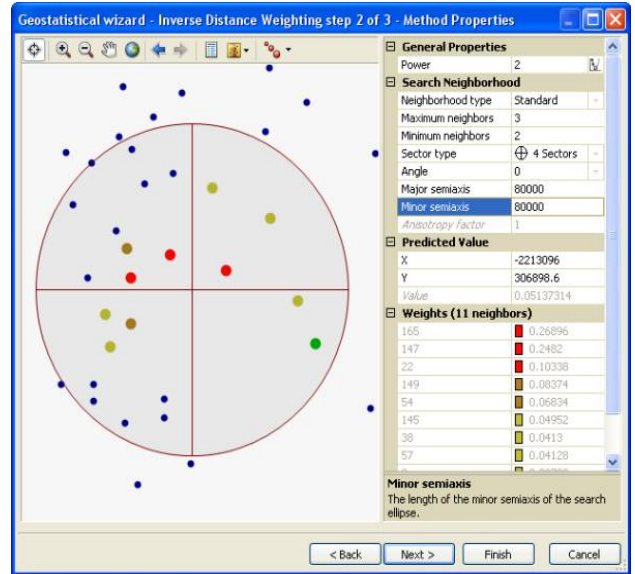 Geostatistical wizard - Inverse Distance Weighting step 2 of 3 - Method Properties
General Properties
Power 2
Search Neighborhood
Neighborhood type Standard
Maximum neighbors 3
Minimum neighbors 2
Sector type 4 Sectors
Angle 0
Major semiaxis 80000
Minor semiaxis 80000
Anisotropy factor 1
Predicted Value
X -2213096
Y 306898.6
Value 0.05137314
Weights (11 neighbors)
165 0.26896
147 0.2482
22 0.10338
149 0.08374
54 0.06834
145 0.04952
38 0.0413
57 0.04128
Minor semiaxis
The length of the minor semiaxis of the search
ellipse.
< Back Next > Finish Cancel